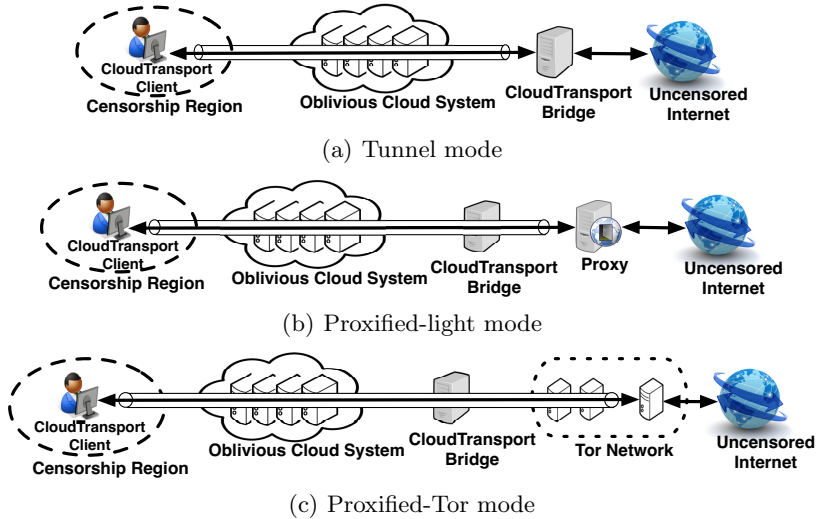 CloudTransport
Client
Censorship Region
Oblivious Cloud System
CloudTransport
Bridge
Uncensored
Internet
(a) Tunnel mode
CloudTransport
Client
Censorship Region
Oblivious Cloud System
CloudTransport
Bridge
Proxy
Uncensored
Internet
(b) Proxified-light mode
CloudTransport
Client
Censorship Region
Oblivious Cloud System
CloudTransport
Bridge
Tor Network
Uncensored
Internet
(c) Proxified-Tor mode